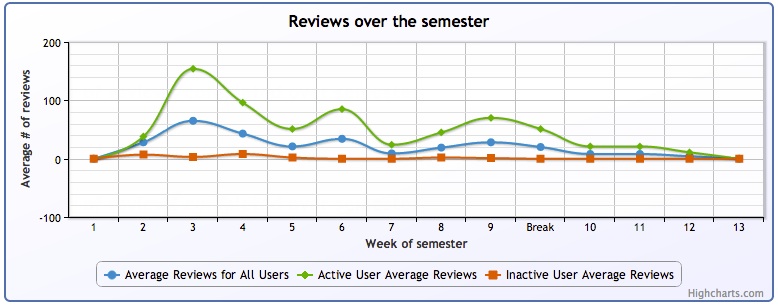 Reviews over the semester
Average # of reviews
200
100
0
-100
1 2 3 4 5 6 7 8 9 Break 10 11 12 13
Week of semester
Average Reviews for All Users Active User Average Reviews Inactive User Average Reviews
Highcharts.com